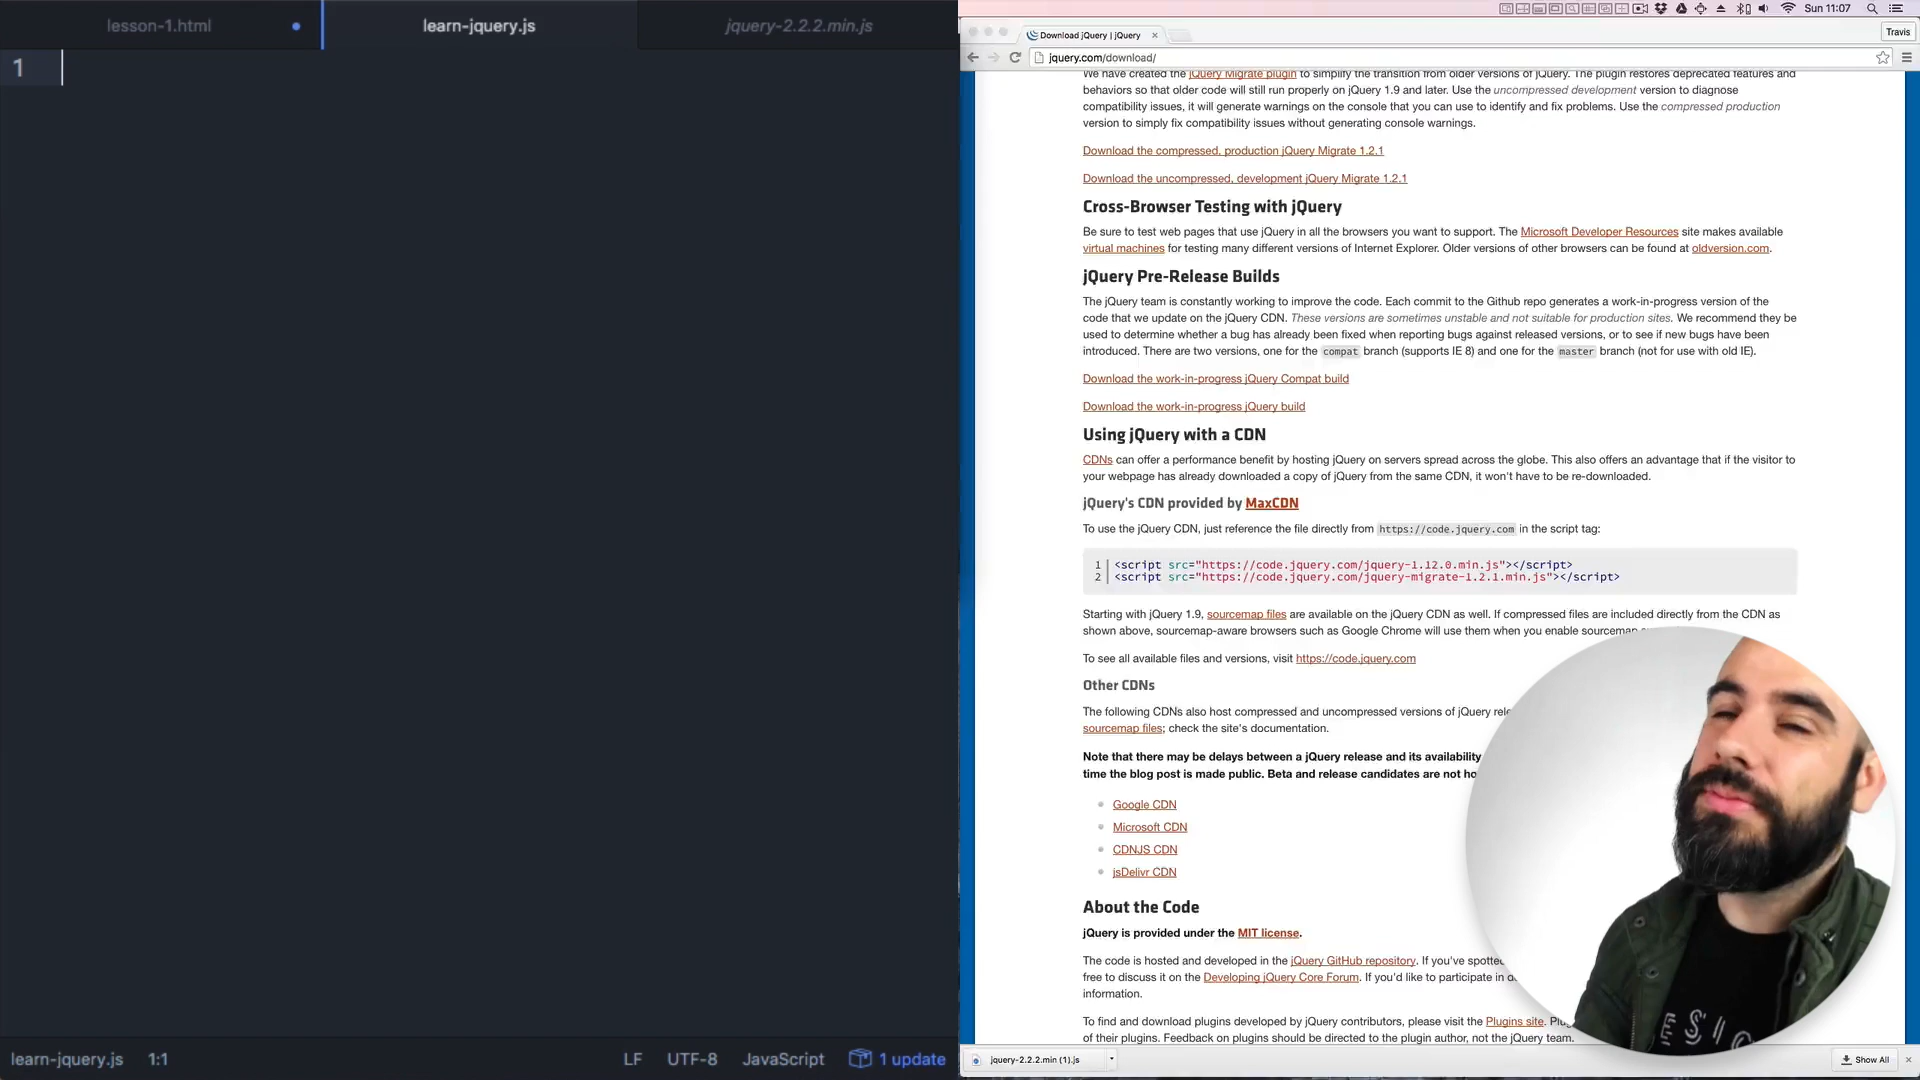 lesson-1.html
learn-jquery.js
jquery-2.2.2.min.js
1
learn-jquery.js 1:1
LF UTF-8 JavaScript 1 update
Sun 11:07
Download jQuery | jQuery
Travis
jquery.com/download/
We have created the jQuery Migrate plugin to simplify the transition from older versions of jQuery. The plugin restores deprecated features and
behaviors so that older code will still run properly on jQuery 1.9 and later. Use the uncompressed development version to diagnose
compatibility issues, it will generate warnings on the console that you can use to identify and fix problems. Use the compressed production
version to simply fix compatibility issues without generating console warnings.
Download the compressed, production jQuery Migrate 1.2.1
Download the uncompressed, development jQuery Migrate 1.2.1
Cross-Browser Testing with jQuery
Be sure to test web pages that use jQuery in all the browsers you want to support. The Microsoft Developer Resources site makes available
virtual machines for testing many different versions of Internet Explorer. Older versions of other browsers can be found at oldversion.com.
jQuery Pre-Release Builds
The jQuery team is constantly working to improve the code. Each commit to the Github repo generates a work-in-progress version of the
code that we update on the jQuery CDN. These versions are sometimes unstable and not suitable for production sites. We recommend they be
used to determine whether a bug has already been fixed when reporting bugs against released versions, or to see if new bugs have been
introduced. There are two versions, one for the compat branch (supports IE 8) and one for the master branch (not for use with old IE).
Download the work-in-progress jQuery Compat build
Download the work-in-progress jQuery build
Using jQuery with a CDN
CDNs can offer a performance benefit by hosting jQuery on servers spread across the globe. This also offers an advantage that if the visitor to
your webpage has already downloaded a copy of jQuery from the same CDN, it won't have to be re-downloaded.
jQuery's CDN provided by MaxCDN
To use the jQuery CDN, just reference the file directly from https://code.jquery.com in the script tag:
1 <script src="https://code.jquery.com/jquery-1.12.0.min.js"></script>
2 <script src="https://code.jquery.com/jquery-migrate-1.2.1.min.js"></script>
Starting with jQuery 1.9, sourcemap files are available on the jQuery CDN as well. If compressed files are included directly from the CDN as
shown above, sourcemap-aware browsers such as Google Chrome will use them when you enable sourcemap
To see all available files and versions, visit https://code.jquery.com
Other CDNs
The following CDNs also host compressed and uncompressed versions of jQuery
sourcemap files; check the site's documentation.
Note that there may be delays between a jQuery release and its availability
time the blog post is made public. Beta and release candidates are not
Google CDN
Microsoft CDN
CDNJS CDN
jsDelivr CDN
About the Code
jQuery is provided under the MIT license.
The code is hosted and developed in the jQuery GitHub repository. If you've spotted
free to discuss it on the Developing jQuery Core Forum. If you'd like to participate in
information.
To find and download plugins developed by jQuery contributors, please visit the Plugins site.
of their plugins. Feedback on plugins should be directed to the plugin author, not the jQuery team.
jquery-2.2.2.min (1).js
Show All